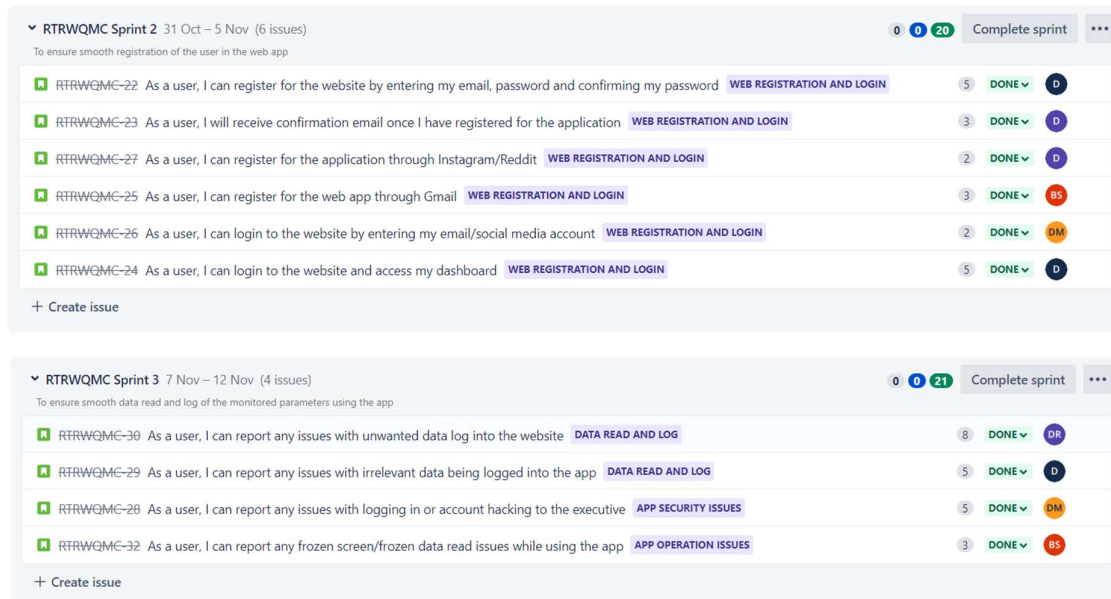 RTRWQMC Sprint 2 31 Oct – 5 Nov (6 issues) 0 0 20 Complete sprint •••
To ensure smooth registration of the user in the web app
RTRWQMC-22 As a user, I can register for the website by entering my email, password and confirming my password WEB REGISTRATION AND LOGIN 5 DONE D
RTRWQMC-23 As a user, I will receive confirmation email once I have registered for the application WEB REGISTRATION AND LOGIN 3 DONE D
RTRWQMC-27 As a user, I can register for the application through Instagram/Reddit WEB REGISTRATION AND LOGIN 2 DONE D
RTRWQMC-25 As a user, I can register for the web app through Gmail WEB REGISTRATION AND LOGIN 3 DONE BS
RTRWQMC-26 As a user, I can login to the website by entering my email/social media account WEB REGISTRATION AND LOGIN 2 DONE DM
RTRWQMC-24 As a user, I can login to the website and access my dashboard WEB REGISTRATION AND LOGIN 5 DONE D
+ Create issue
RTRWQMC Sprint 3 7 Nov – 12 Nov (4 issues) 0 0 21 Complete sprint •••
To ensure smooth data read and log of the monitored parameters using the app
RTRWQMC-30 As a user, I can report any issues with unwanted data log into the website DATA READ AND LOG 8 DONE DR
RTRWQMC-29 As a user, I can report any issues with irrelevant data being logged into the app DATA READ AND LOG 5 DONE D
RTRWQMC-28 As a user, I can report any issues with logging in or account hacking to the executive APP SECURITY ISSUES 5 DONE DM
RTRWQMC-32 As a user, I can report any frozen screen/frozen data read issues while using the app APP OPERATION ISSUES 3 DONE BS
+ Create issue